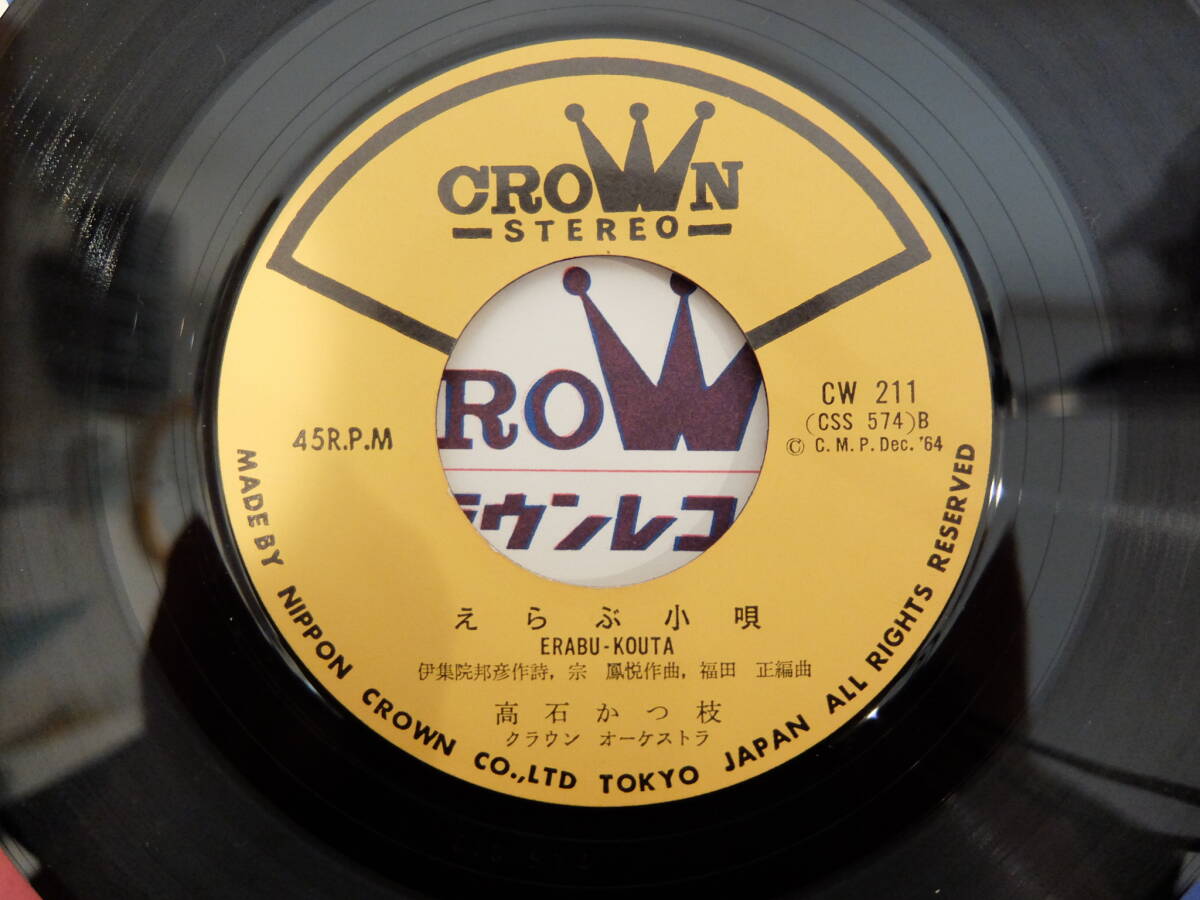 CROWN
STEREO
ROW
ラウンレコ
45R.P.M
CW 211
(CSS 574)B
© C. M. P. Dec. '64
えらぶ小唄
ERABU-KOUTA
伊集院邦彦作詩, 宗 鳳悦作曲, 福田 正編曲
高石かつ枝
クラウン オーケストラ
MADE BY NIPPON CROWN CO.,LTD TOKYO JAPAN ALL RIGHTS RESERVED